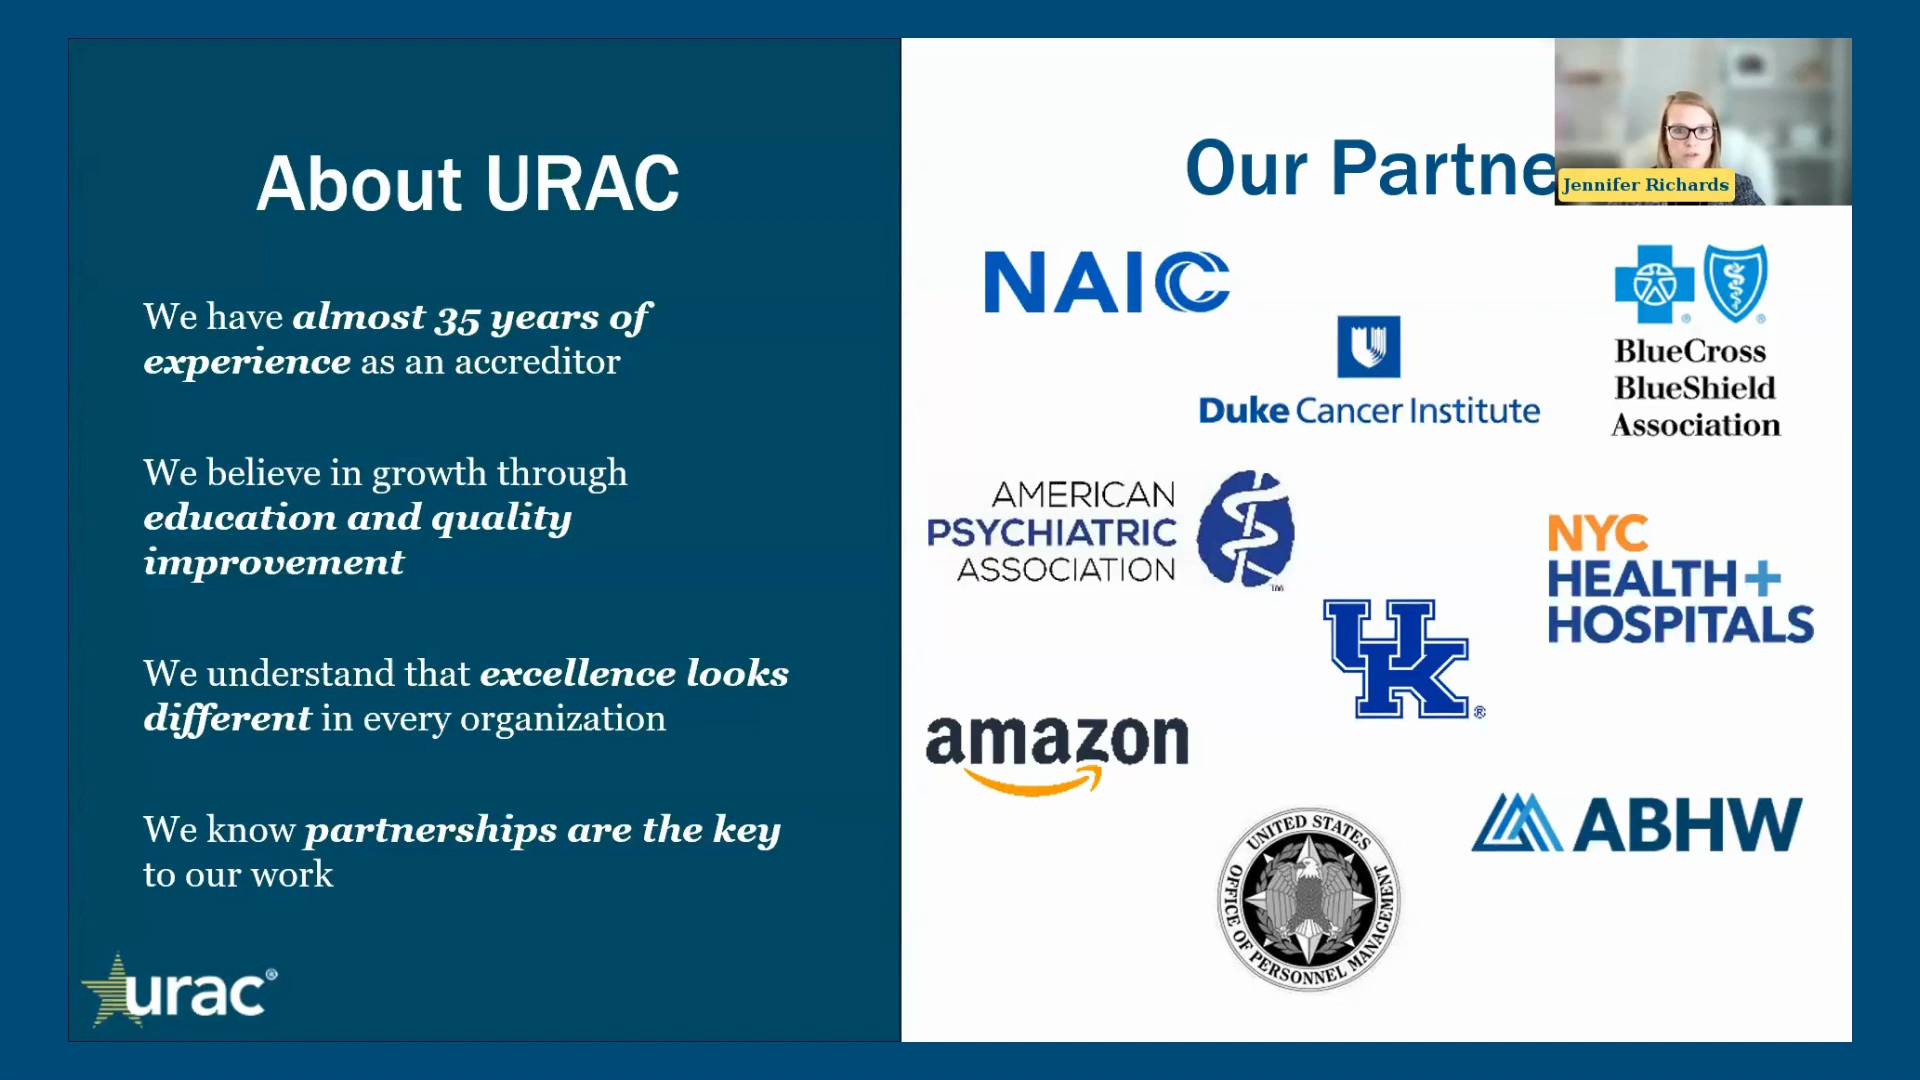 About URAC
We have almost 35 years of
experience as an accreditor
We believe in growth through
education and quality
improvement
We understand that excellence looks
different in every organization
We know partnerships are the key
to our work
urac®
Our Partne
Jennifer Richards
NAIC
Duke Cancer Institute
BlueCross
BlueShield
Association
AMERICAN
PSYCHIATRIC
ASSOCIATION
TM
NYC
HEALTH+
HOSPITALS
UK®
amazon
UNITED STATES
OFFICE OF PERSONNEL MANAGEMENT
ABHW